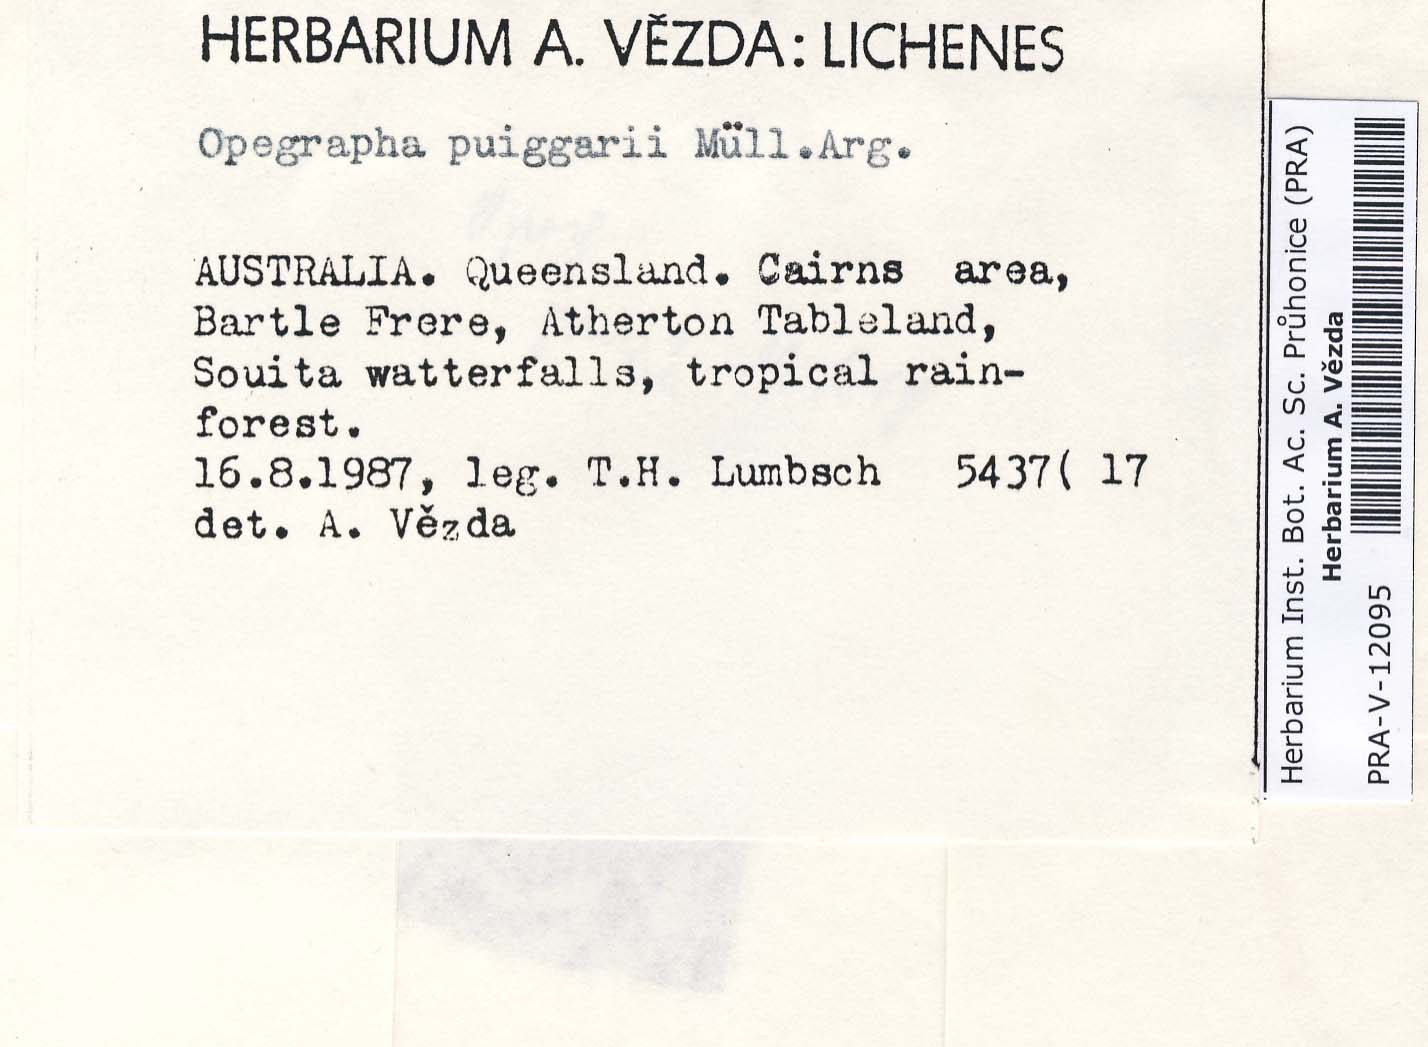 HERBARIUM A. VĚZDA: LICHENES
Opegrapha puiggarii Müll.Arg.
AUSTRALIA. Queensland. Cairns area,
Bartle Frere, Atherton Tableland,
Souita watterfalls, tropical rain-
forest.
16.8.1987, leg. T.H. Lumbsch 5437( 17
det. A. Vězda
Herbarium Inst. Bot. Ac. Sc. Průhonice (PRA)
Herbarium A. Vězda
PRA-V-12095